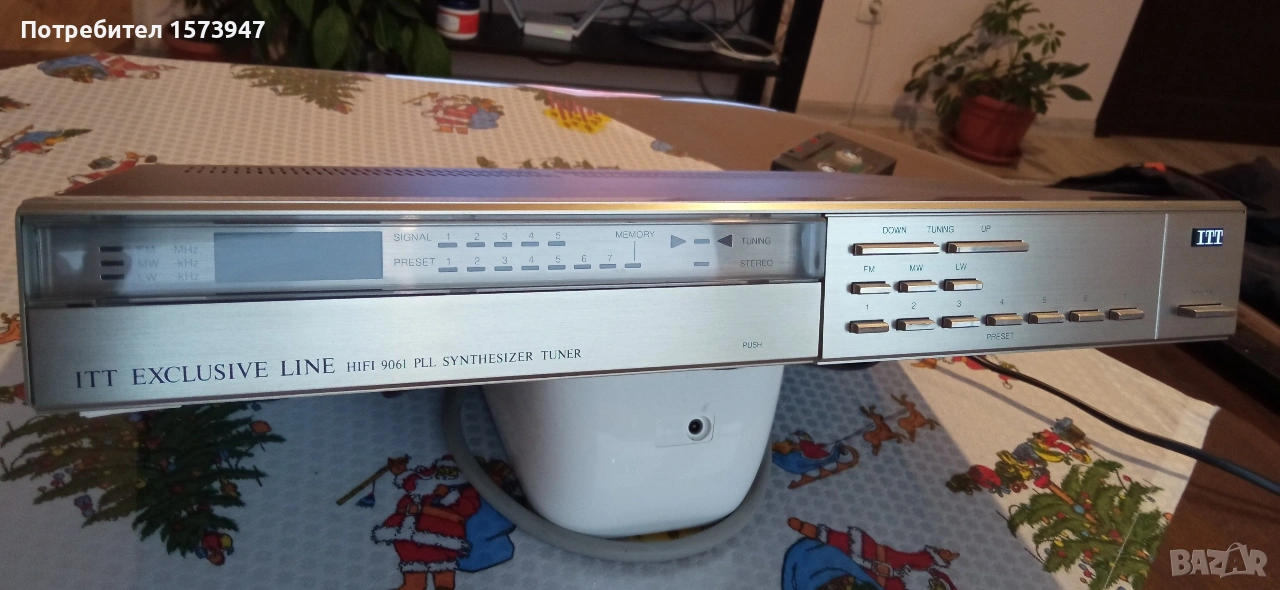 Потребител 1573947
FM MHz
MW kHz
LW kHz
SIGNAL 1 2 3 4 5
PRESET 1 2 3 4 5 6 7
MEMORY
TUNING
STEREO
DOWN TUNING UP
FM MW LW
1 2 3 4 5 6 7
PRESET
ITT
PUSH
ITT EXCLUSIVE LINE HIFI 9061 PLL SYNTHESIZER TUNER
BAZAR